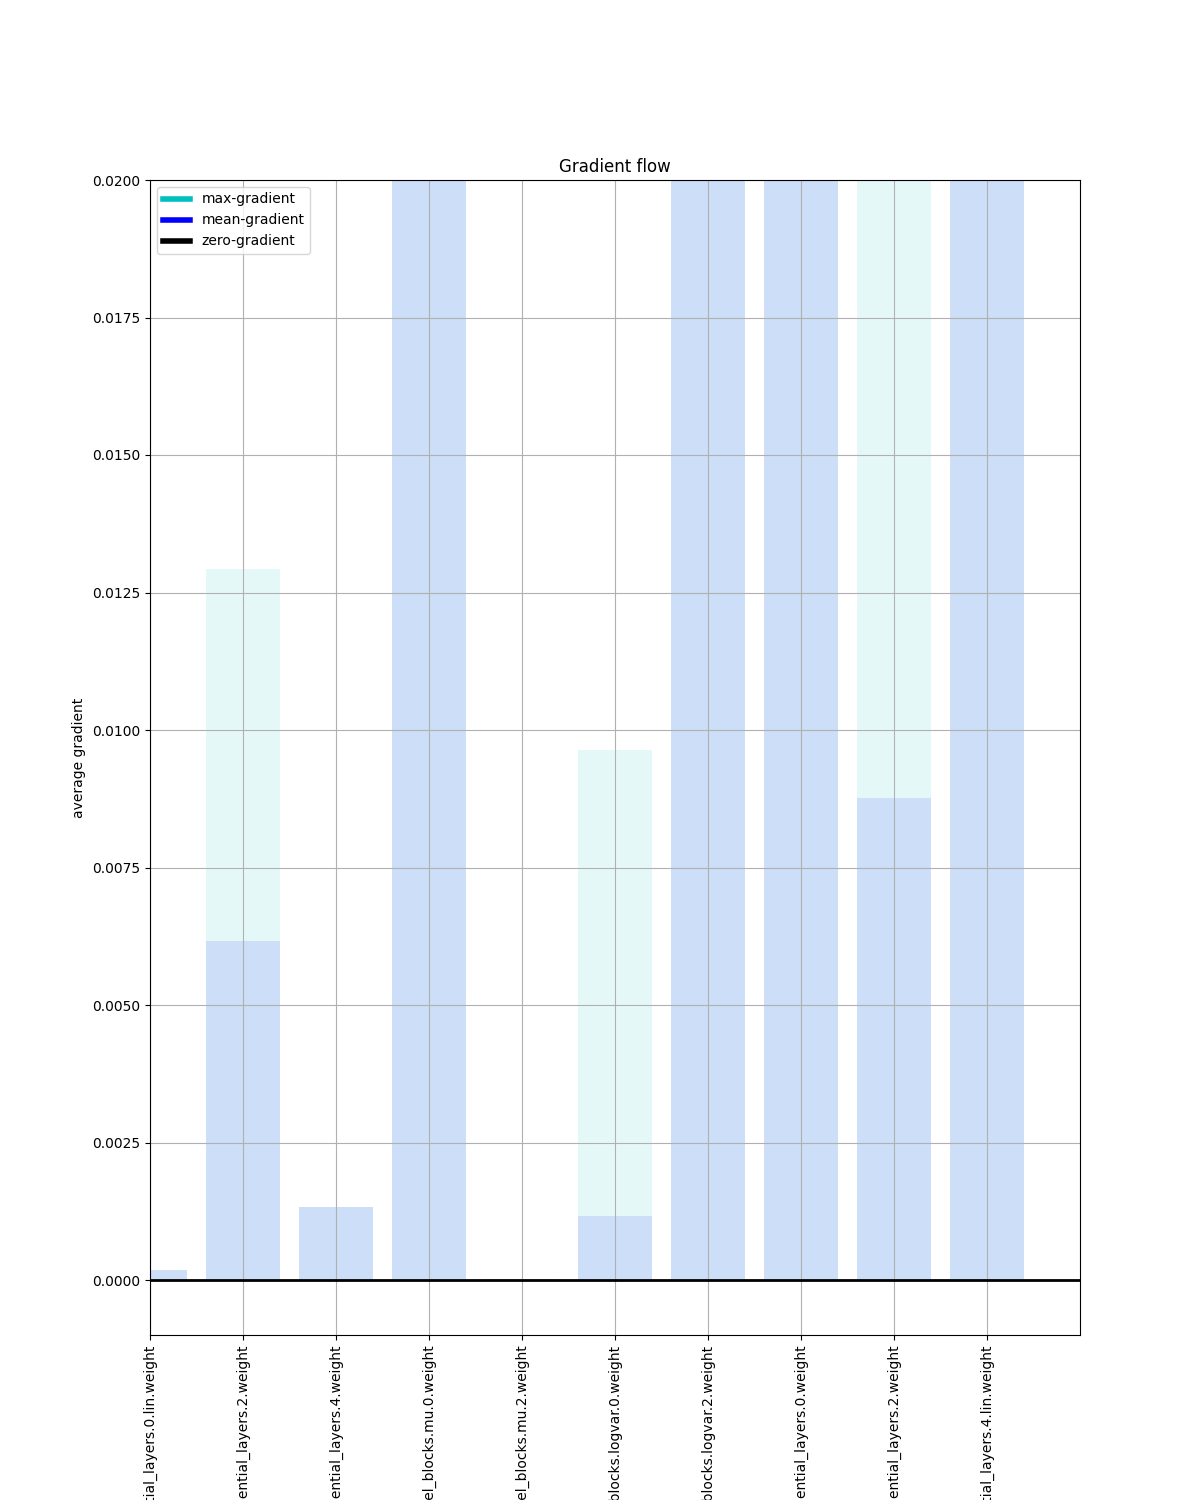 Gradient flow
max-gradient
mean-gradient
zero-gradient
0.0200
0.0175
0.0150
0.0125
0.0100
0.0075
0.0050
0.0025
0.0000
average gradient
tial_layers.0.lin.weight
ential_layers.2.weight
ential_layers.4.weight
el_blocks.mu.0.weight
el_blocks.mu.2.weight
blocks.logvar.0.weight
blocks.logvar.2.weight
ential_layers.0.weight
ential_layers.2.weight
tial_layers.4.lin.weight